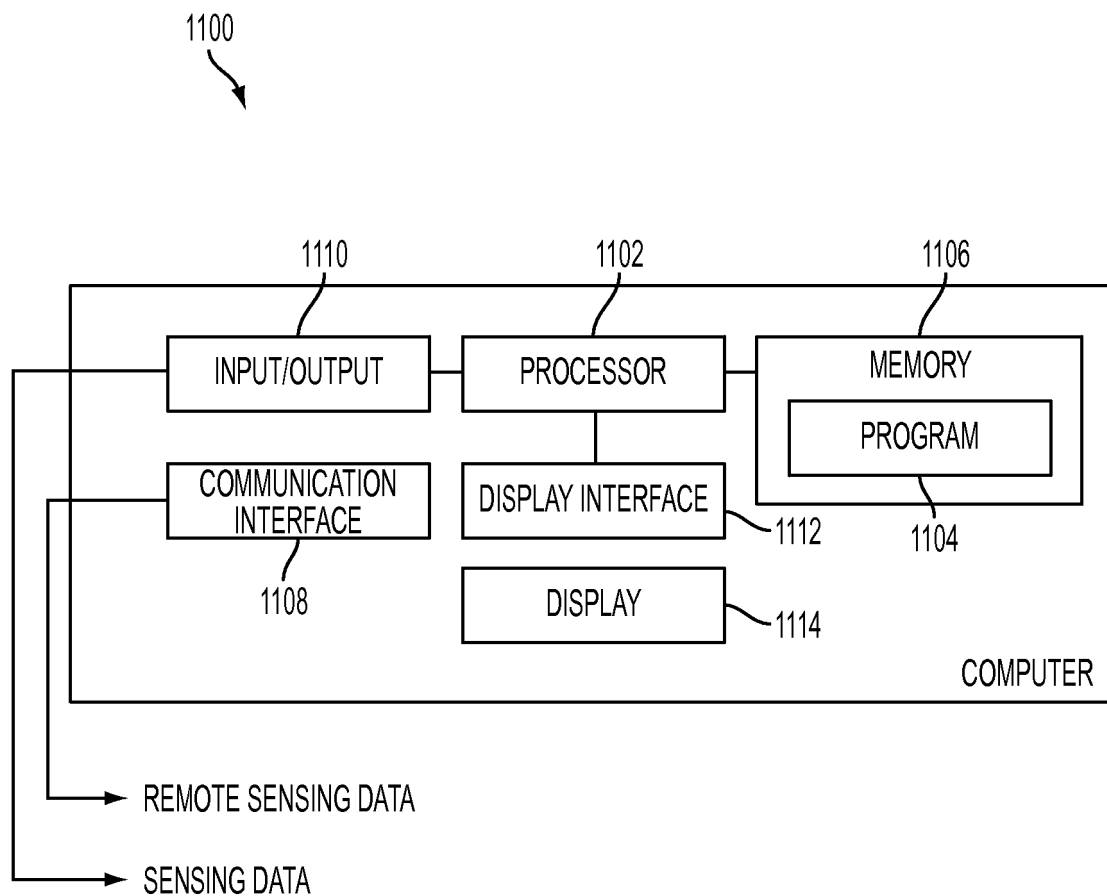 1100
1110
1102
1106
INPUT/OUTPUT
PROCESSOR
MEMORY
PROGRAM
COMMUNICATION
INTERFACE
DISPLAY INTERFACE
1112
1104
1108
DISPLAY
1114
COMPUTER
REMOTE SENSING DATA
SENSING DATA